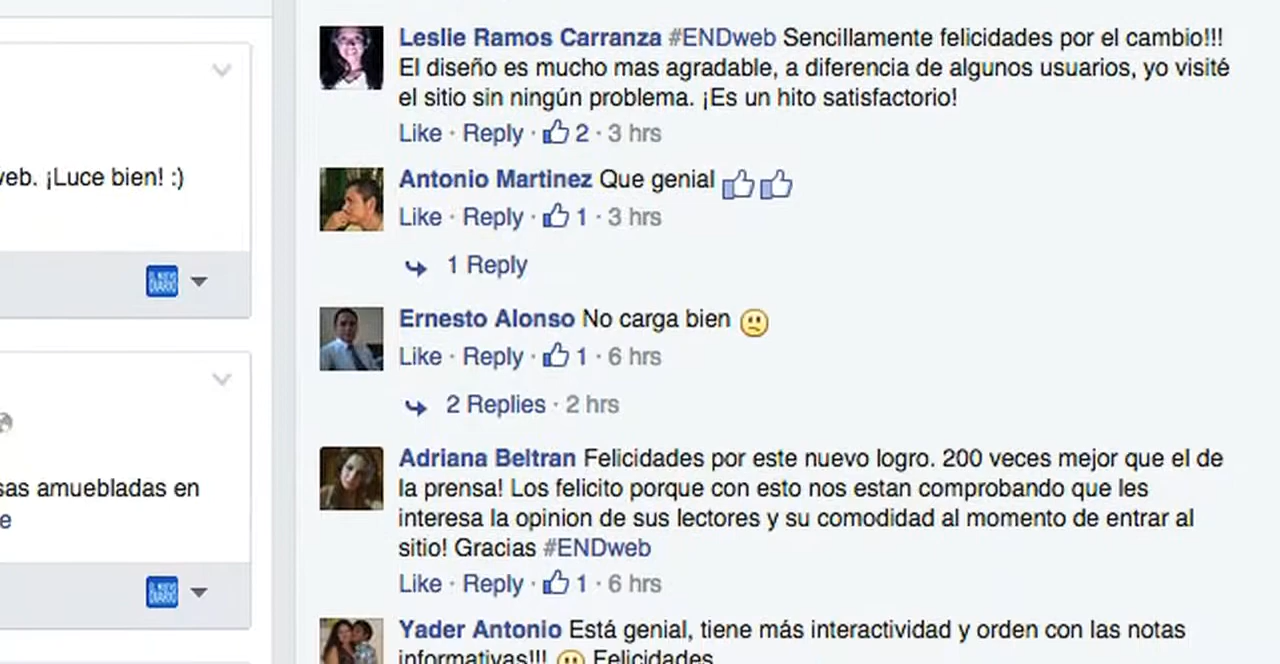 Leslie Ramos Carranza #ENDweb Sencillamente felicidades por el cambio!!!
El diseño es mucho mas agradable, a diferencia de algunos usuarios, yo visité
el sitio sin ningún problema. ¡Es un hito satisfactorio!
Like · Reply · 2 · 3 hrs
Antonio Martinez Que genial
Like · Reply · 1 · 3 hrs
1 Reply
Ernesto Alonso No carga bien
Like · Reply · 1 · 6 hrs
2 Replies · 2 hrs
Adriana Beltran Felicidades por este nuevo logro. 200 veces mejor que el de
la prensa! Los felicito porque con esto nos estan comprobando que les
interesa la opinion de sus lectores y su comodidad al momento de entrar al
sitio! Gracias #ENDweb
Like · Reply · 1 · 6 hrs
Yader Antonio Está genial, tiene más interactividad y orden con las notas
informativas!!! Felicidades
web. ¡Luce bien! :)
EL NUEVO
DIARIO
sas amuebladas en
e
EL NUEVO
DIARIO